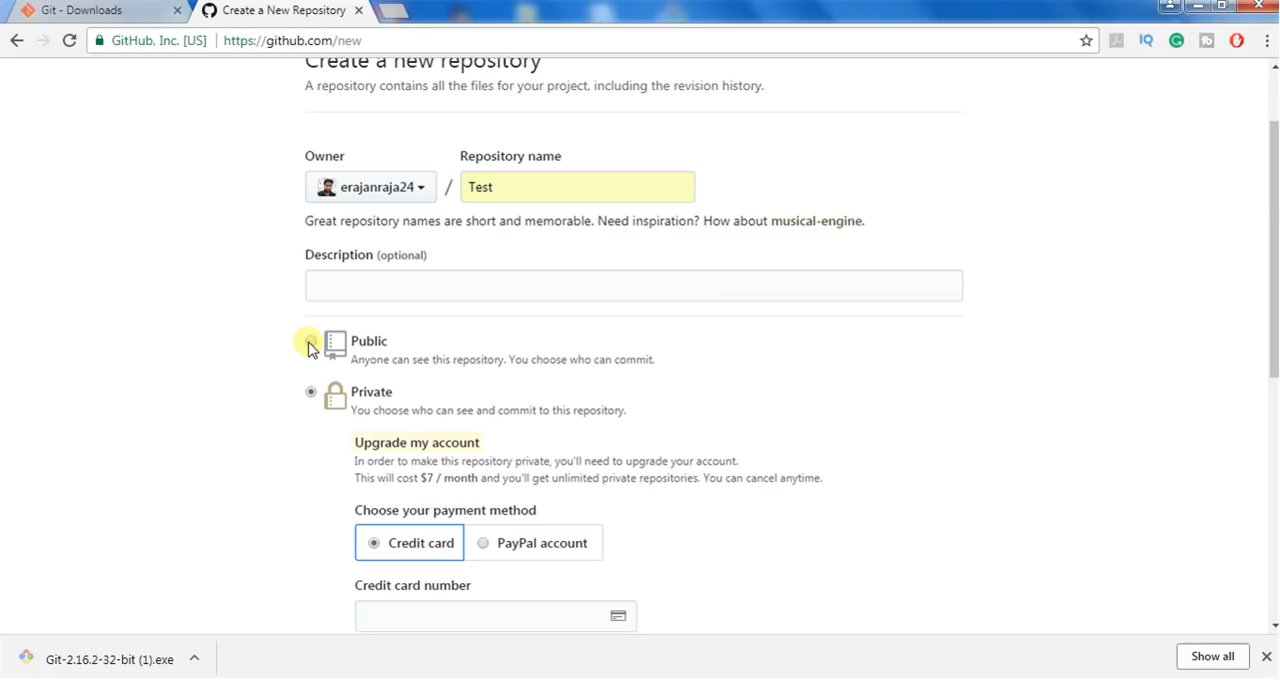 Git - Downloads
Create a New Repository
GitHub, Inc. [US] | https://github.com/new
Create a new repository
A repository contains all the files for your project, including the revision history.
Owner Repository name
erajanraja24 / Test
Great repository names are short and memorable. Need inspiration? How about musical-engine.
Description (optional)
Public
Anyone can see this repository. You choose who can commit.
Private
You choose who can see and commit to this repository.
Upgrade my account
In order to make this repository private, you'll need to upgrade your account.
This will cost $7 / month and you'll get unlimited private repositories. You can cancel anytime.
Choose your payment method
Credit card PayPal account
Credit card number
Git-2.16.2-32-bit (1).exe Show all